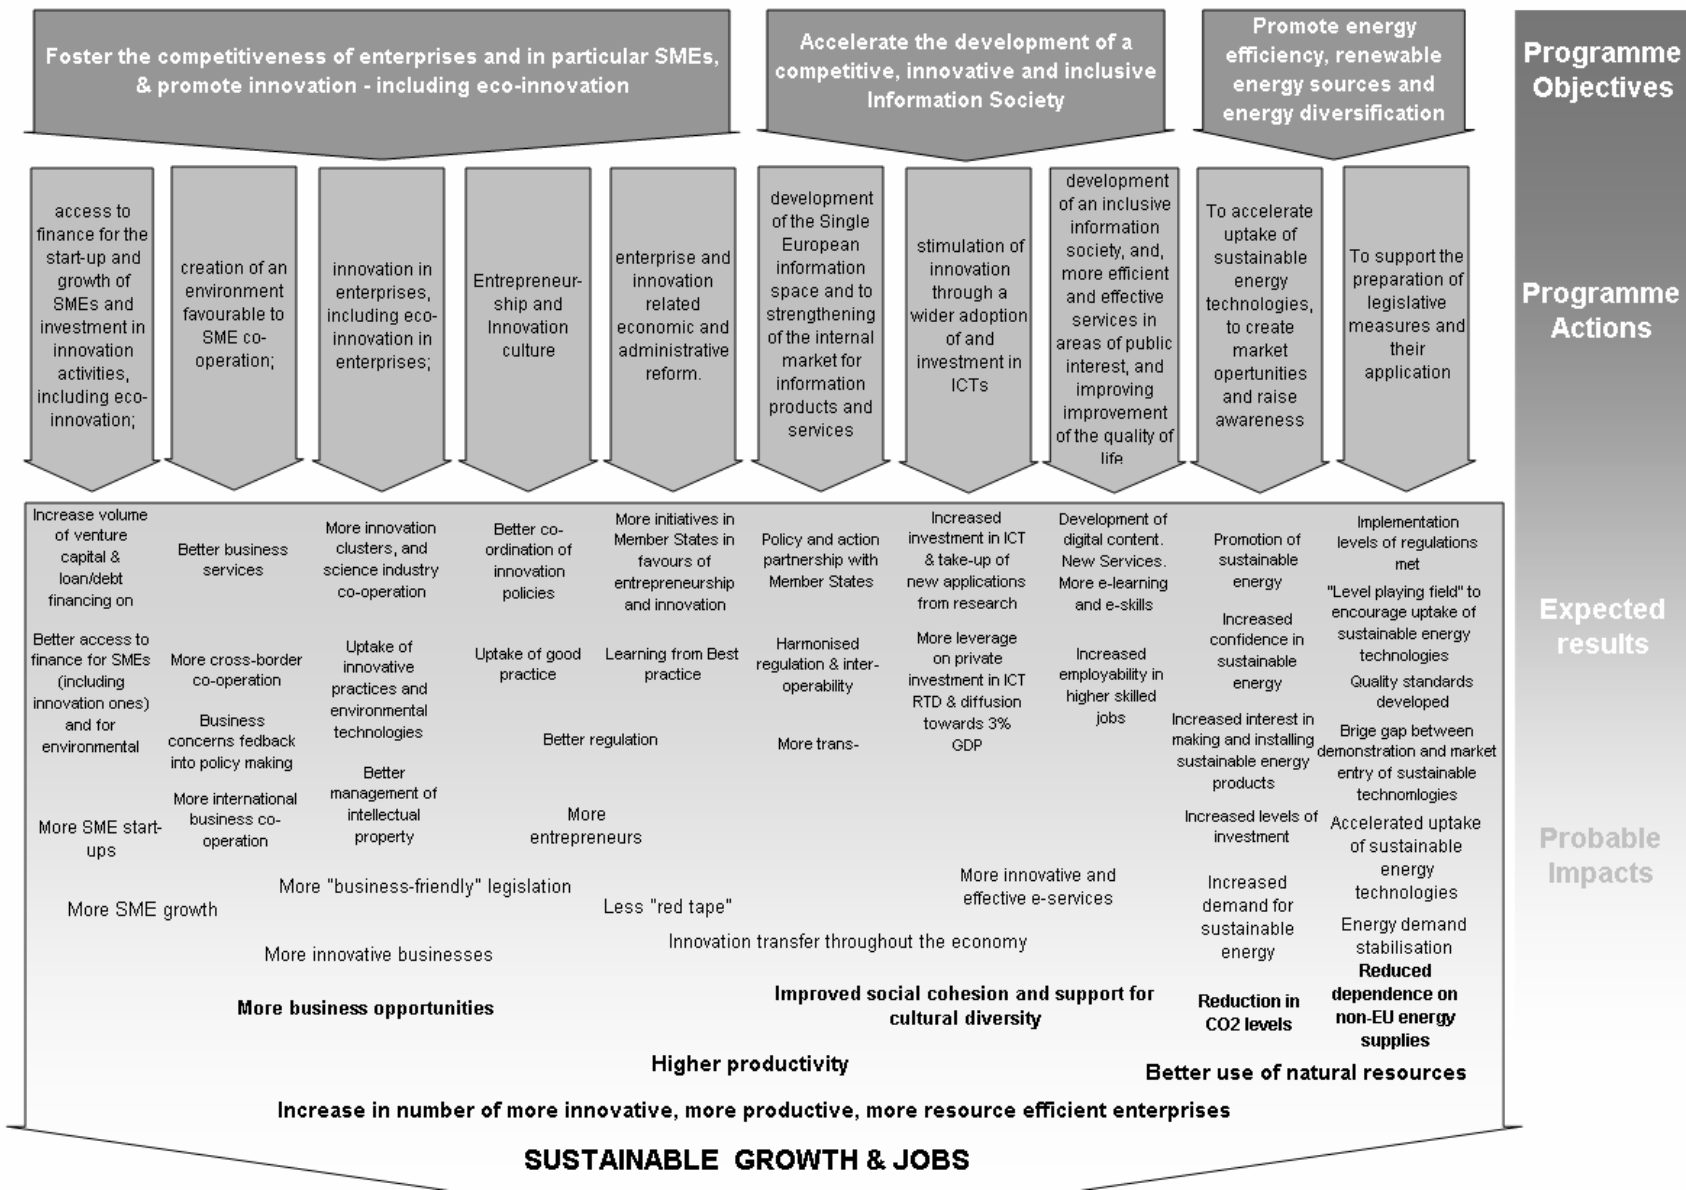 Foster the competitiveness of enterprises and in particular SMEs,
& promote innovation - including eco-innovation
Accelerate the development of a
competitive, innovative and inclusive
Information Society
Promote energy
efficiency, renewable
energy sources and
energy diversification
Programme
Objectives
access to
finance for the
start-up and
growth of
SMEs and
investment in
innovation
activities,
including eco-
innovation;
creation of an
environment
favourable to
SME co-
operation;
innovation in
enterprises,
including eco-
innovation in
enterprises;
Entrepreneur-
ship and
Innovation
culture
enterprise and
innovation
related
economic and
administrative
reform.
development
of the Single
European
information
space and to
strengthening
of the internal
market for
information
products and
services
stimulation of
innovation
through a
wider adoption
of and
investment in
ICTs
development
of an inclusive
information
society, and,
more efficient
and effective
services in
areas of public
interest, and
improving
improvement
of the quality of
life
To accelerate
uptake of
sustainable
energy
technologies,
to create
market
opertunities
and raise
awareness
To support the
preparation of
legislative
measures and
their
application
Programme
Actions
Increase volume
of venture
capital &
loan/debt
financing on
Better access to
finance for SMEs
(including
innovation ones)
and for
environmental
More SME start-
ups
More SME growth
Better business
services
More cross-border
co-operation
Business
concerns fedback
into policy making
More international
business co-
operation
More innovation
clusters, and
science industry
co-operation
Uptake of
innovative
practices and
environmental
technologies
Better
management of
intellectual
property
Better co-
ordination of
innovation
policies
Uptake of good
practice
More initiatives in
Member States in
favours of
entrepreneurship
and innovation
Learning from Best
practice
Better regulation
More
entrepreneurs
More "business-friendly" legislation
Less "red tape"
More innovative businesses
Policy and action
partnership with
Member States
Harmonised
regulation & inter-
operability
More trans-
Increased
investment in ICT
& take-up of
new applications
from research
More leverage
on private
investment in ICT
RTD & diffusion
towards 3%
GDP
Development of
digital content.
New Services.
More e-learning
and e-skills
Increased
employability in
higher skilled
jobs
More innovative and
effective e-services
Innovation transfer throughout the economy
Promotion of
sustainable
energy
Increased
confidence in
sustainable
energy
Increased interest in
making and installing
sustainable energy
products
Increased levels of
investment
Increased
demand for
sustainable
energy
Implementation
levels of regulations
met
"Level playing field" to
encourage uptake of
sustainable energy
technologies
Quality standards
developed
Brige gap between
demonstration and market
entry of sustainable
technomlogies
Accelerated uptake
of sustainable
energy
technologies
Energy demand
stabilisation
Expected
results
Probable
Impacts
More business opportunities
Improved social cohesion and support for
cultural diversity
Reduction in
CO2 levels
Reduced
dependence on
non-EU energy
supplies
Higher productivity
Better use of natural resources
Increase in number of more innovative, more productive, more resource efficient enterprises
SUSTAINABLE GROWTH & JOBS